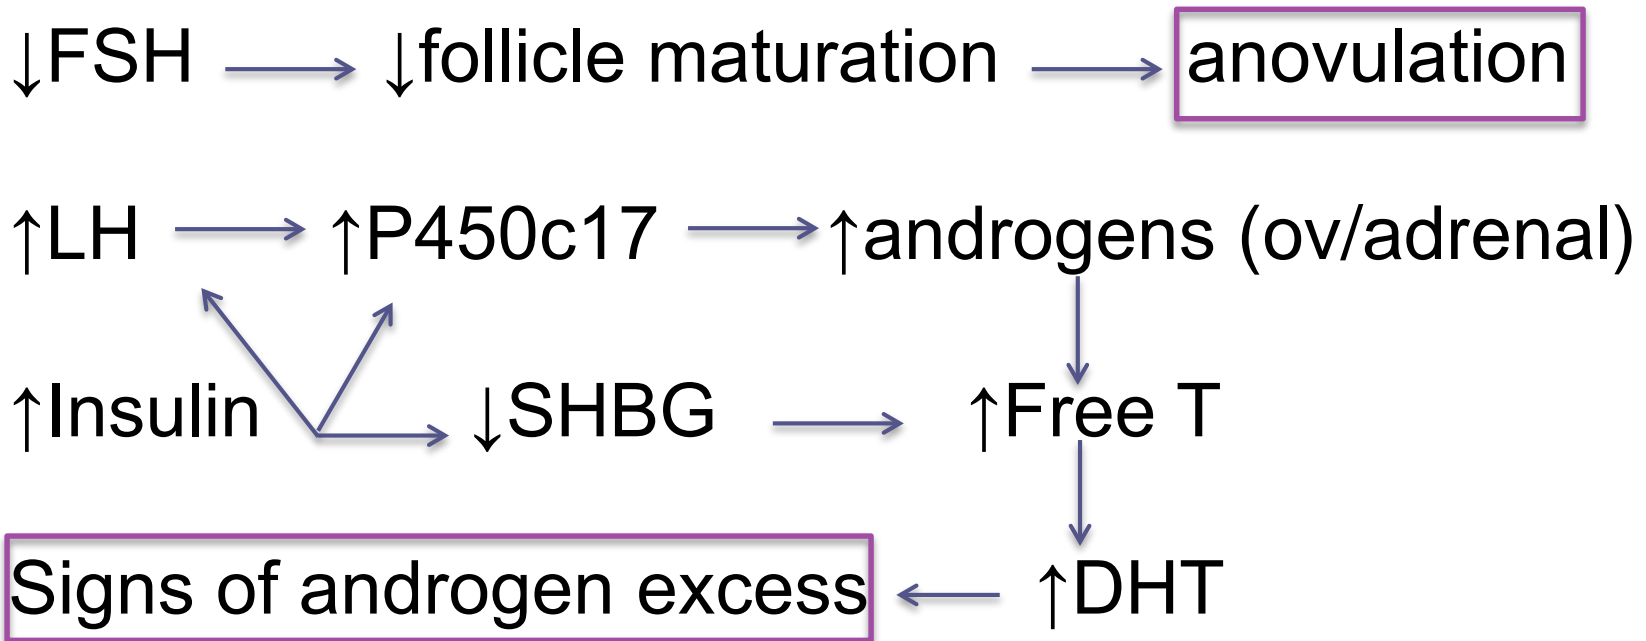 ↓FSH → ↓follicle maturation → anovulation
↑LH → ↑P450c17 → ↑androgens (ov/adrenal)
↑Insulin → ↓SHBG → ↑Free T
Signs of androgen excess ← ↑DHT